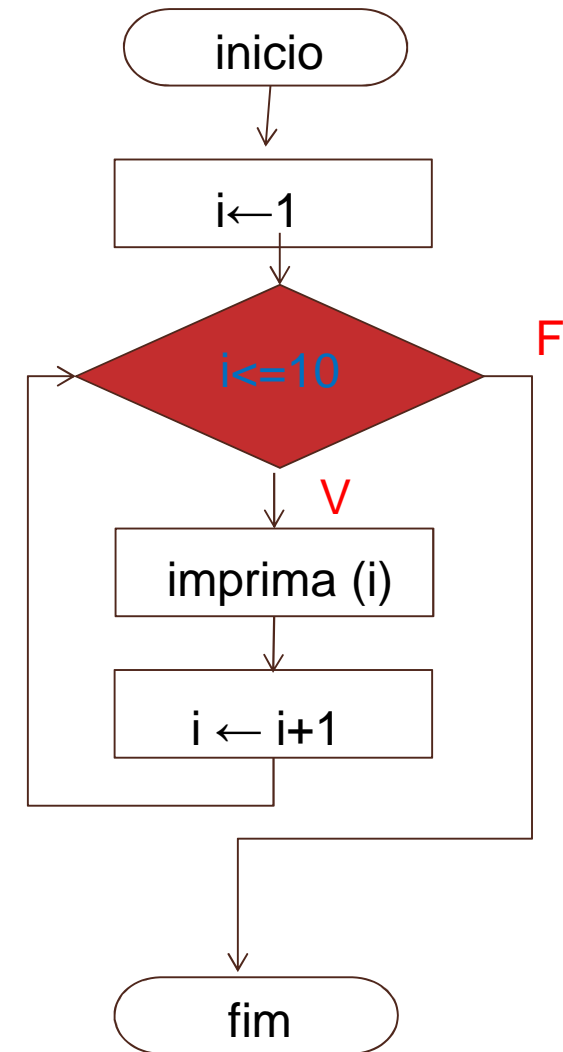 inicio
i←1
i<=10
F
V
imprima (i)
i ← i+1
fim